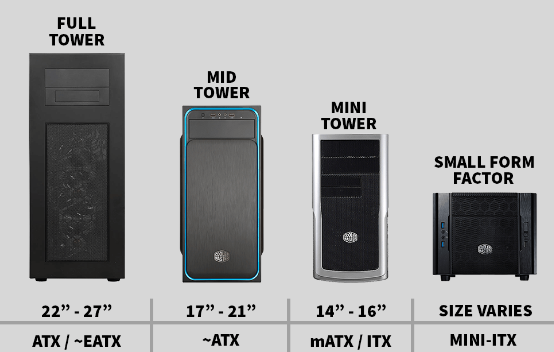 FULL
TOWER
MID
TOWER
MINI
TOWER
SMALL FORM
FACTOR
22” - 27”
17” - 21”
14” - 16”
SIZE VARIES
ATX / ~EATX
~ATX
mATX / ITX
MINI-ITX